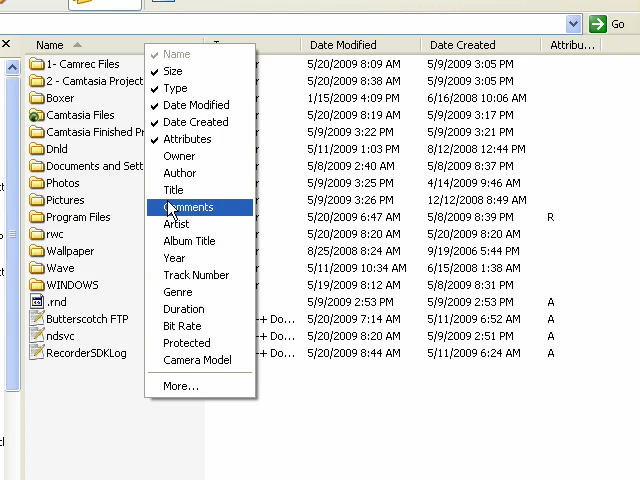 Go
Name Date Modified Date Created Attribu...
1- Camrec Files 5/20/2009 8:09 AM 5/9/2009 3:05 PM
2 - Camtasia Project 5/20/2009 8:38 AM 5/9/2009 3:05 PM
Boxer 1/15/2009 4:09 PM 6/16/2008 10:06 AM
Camtasia Files 5/20/2009 8:19 AM 5/9/2009 3:17 PM
Camtasia Finished Pr 5/9/2009 3:22 PM 5/9/2009 3:21 PM
Dnld 5/11/2009 1:03 PM 8/12/2008 12:44 PM
Documents and Sett 5/8/2009 2:40 AM 5/8/2009 8:37 PM
Photos 5/9/2009 3:25 PM 4/14/2009 9:46 AM
Pictures 5/9/2009 3:26 PM 12/12/2008 8:49 AM
Program Files 5/20/2009 6:47 AM 5/8/2009 8:39 PM R
rwc 5/20/2009 8:20 AM 5/20/2009 8:20 AM
Wallpaper 8/25/2008 8:24 AM 9/19/2006 5:44 PM
Wave 5/11/2009 10:34 AM 6/15/2008 1:38 AM
WINDOWS 5/19/2009 8:12 AM 5/8/2009 8:31 PM
.rnd 5/9/2009 2:53 PM 5/9/2009 2:53 PM A
Butterscotch FTP + Do... 5/20/2009 7:14 AM 5/11/2009 6:52 AM A
ndsvc + Do... 5/20/2009 8:20 AM 5/9/2009 2:51 PM A
RecorderSDKLog + Do... 5/20/2009 8:44 AM 5/11/2009 6:24 AM A
Name
Size
Type
Date Modified
Date Created
Attributes
Owner
Author
Title
Comments
Artist
Album Title
Year
Track Number
Genre
Duration
Bit Rate
Protected
Camera Model
More...